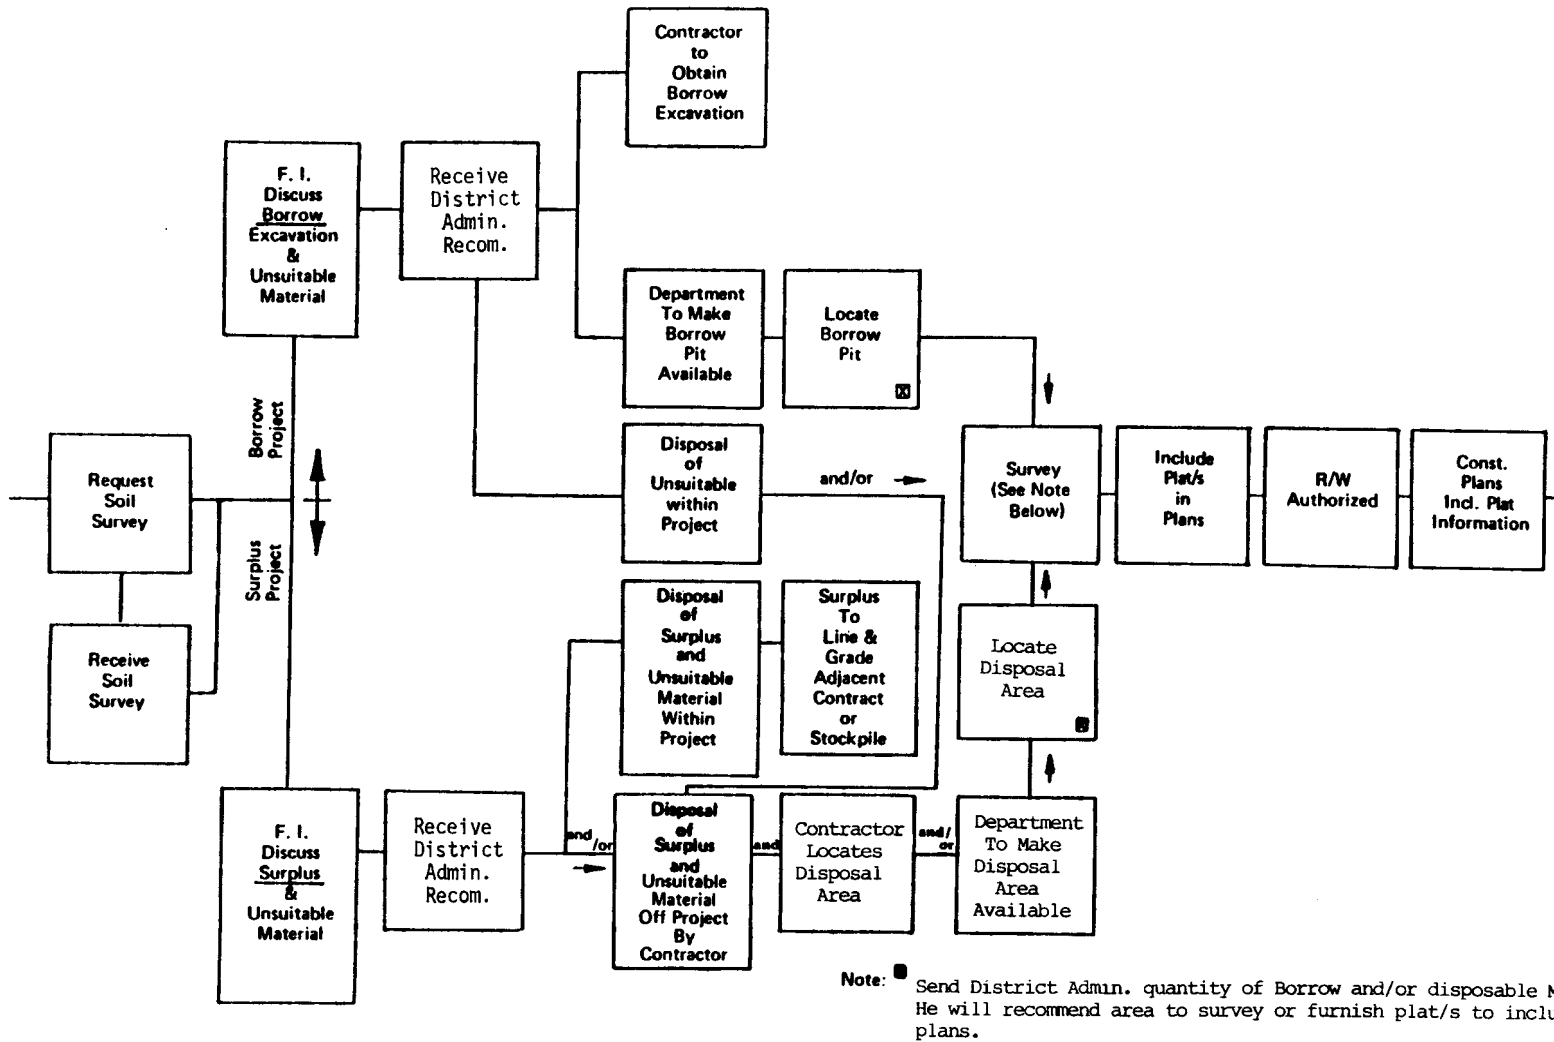 Contractor
to
Obtain
Borrow
Excavation
F. I.
Discuss
Borrow
Excavation
&
Unsuitable
Material
Receive
District
Admin.
Recom.
Department
To Make
Borrow
Pit
Available
Locate
Borrow
Pit
X
Borrow
Project
Surplus
Project
Request
Soil
Survey
Receive
Soil
Survey
Disposal
of
Unsuitable
within
Project
and/or
Survey
(See Note
Below)
Include
Plat/s
in
Plans
R/W
Authorized
Const.
Plans
Incl. Plat
Information
Disposal
of
Surplus
and
Unsuitable
Material
Within
Project
Surplus
To
Line &
Grade
Adjacent
Contract
or
Stockpile
Locate
Disposal
Area
F. I.
Discuss
Surplus
&
Unsuitable
Material
Receive
District
Admin.
Recom.
and
/or
Disposal
of
Surplus
and
Unsuitable
Material
Off Project
By
Contractor
and
Contractor
Locates
Disposal
Area
and/
or
Department
To Make
Disposal
Area
Available
Note:
Send District Admin. quantity of Borrow and/or disposable
He will recommend area to survey or furnish plat/s to
plans.